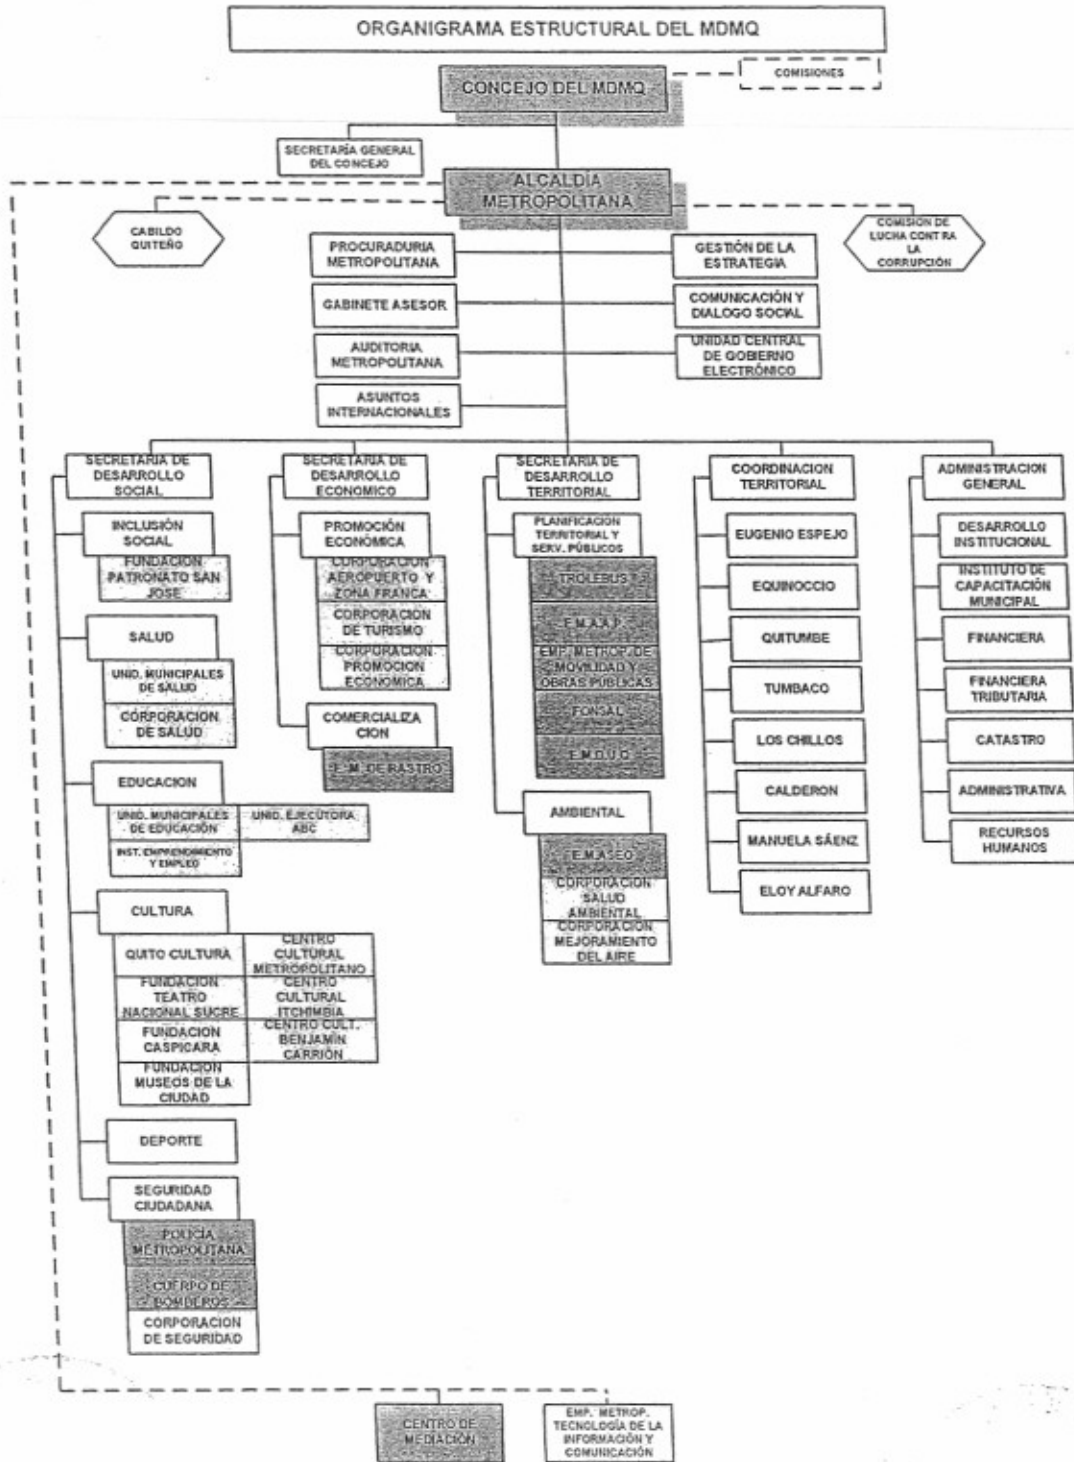 ORGANIGRAMA ESTRUCTURAL DEL MDMQ
CONCEJO DEL MDMQ
COMISIONES
SECRETARÍA GENERAL
DEL CONCEJO
ALCALDÍA
METROPOLITANA
CABILDO
QUITEÑO
COMISIÓN DE
LUCHA CONTRA
LA
CORRUPCIÓN
PROCURADURIA
METROPOLITANA
GESTIÓN DE LA
ESTRATEGIA
GABINETE ASESOR
COMUNICACIÓN Y
DIALOGO SOCIAL
AUDITORIA
METROPOLITANA
UNIDAD CENTRAL
DE GOBIERNO
ELECTRÓNICO
ASUNTOS
INTERNACIONALES
SECRETARIA DE
DESARROLLO
SOCIAL
INCLUSIÓN
SOCIAL
FUNDACION
PATRONATO SAN
JOSE
SALUD
UNID. MUNICIPALES
DE SALUD
CORPORACION
DE SALUD
EDUCACION
UNID. MUNICIPALES
DE EDUCACIÓN
UNID. EJECUTORA
ABC
INST. EMPRENDIMIENTO
Y EMPLEO
CULTURA
QUITO CULTURA
CENTRO
CULTURAL
METROPOLITANO
FUNDACION
TEATRO
NACIONAL SUCRE
CENTRO
CULTURAL
ITCHIMBIA
FUNDACION
CASPICARA
CENTRO CULT.
BENJAMÍN
CARRIÓN
FUNDACION
MUSEOS DE LA
CIUDAD
DEPORTE
SEGURIDAD
CIUDADANA
POLICÍA
METROPOLITANA
CUERPO DE
BOMBEROS
CORPORACION
DE SEGURIDAD
SECRETARIA DE
DESARROLLO
ECONOMICO
PROMOCIÓN
ECONÓMICA
CORPORACION
AEROPUERTO Y
ZONA FRANCA
CORPORACION
DE TURISMO
CORPORACION
PROMOCION
ECONOMICA
COMERCIALIZA
CION
E. M. DE RASTRO
SECRETARIA DE
DESARROLLO
TERRITORIAL
PLANIFICACION
TERRITORIAL Y
SERV. PÚBLICOS
TROLEBUS
E.M.A.A.P.
EMP. METROP. DE
MOVILIDAD Y
OBRAS PÚBLICAS
FONSAL
E.M.D.U.Q
AMBIENTAL
E.M.ASEO
CORPORACION
SALUD
AMBIENTAL
CORPORACION
MEJORAMIENTO
DEL AIRE
COORDINACION
TERRITORIAL
EUGENIO ESPEJO
EQUINOCCIO
QUITUMBE
TUMBACO
LOS CHILLOS
CALDERON
MANUELA SÁENZ
ELOY ALFARO
ADMINISTRACION
GENERAL
DESARROLLO
INSTITUCIONAL
INSTITUTO DE
CAPACITACIÓN
MUNICIPAL
FINANCIERA
FINANCIERA
TRIBUTARIA
CATASTRO
ADMINISTRATIVA
RECURSOS
HUMANOS
CENTRO DE
MEDIACIÓN
EMP. METROP.
TECNOLOGÍA DE LA
INFORMACIÓN Y
COMUNICACIÓN